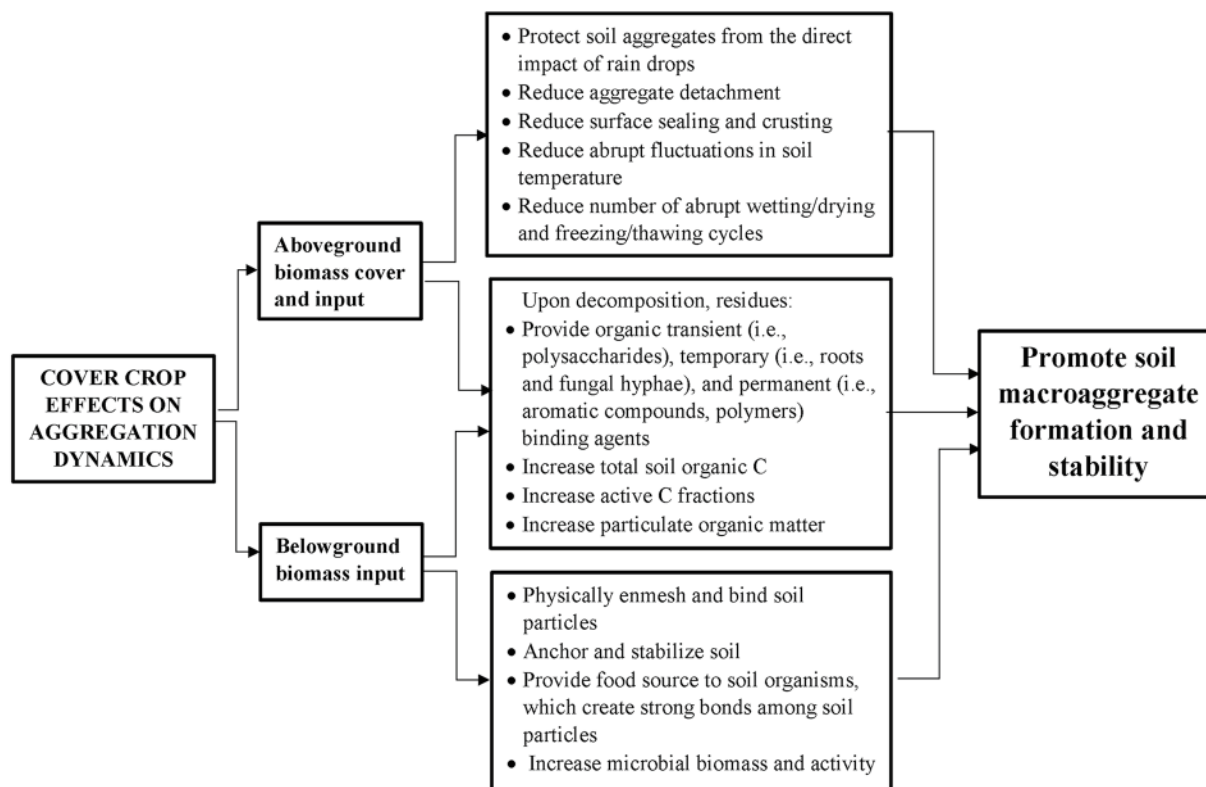 COVER CROP
EFFECTS ON
AGGREGATION
DYNAMICS
Aboveground
biomass cover
and input
Belowground
biomass input
• Protect soil aggregates from the direct
impact of rain drops
• Reduce aggregate detachment
• Reduce surface sealing and crusting
• Reduce abrupt fluctuations in soil
temperature
• Reduce number of abrupt wetting/drying
and freezing/thawing cycles
Upon decomposition, residues:
• Provide organic transient (i.e.,
polysaccharides), temporary (i.e., roots
and fungal hyphae), and permanent (i.e.,
aromatic compounds, polymers)
binding agents
• Increase total soil organic C
• Increase active C fractions
• Increase particulate organic matter
• Physically enmesh and bind soil
particles
• Anchor and stabilize soil
• Provide food source to soil organisms,
which create strong bonds among soil
particles
• Increase microbial biomass and activity
Promote soil
macroaggregate
formation and
stability